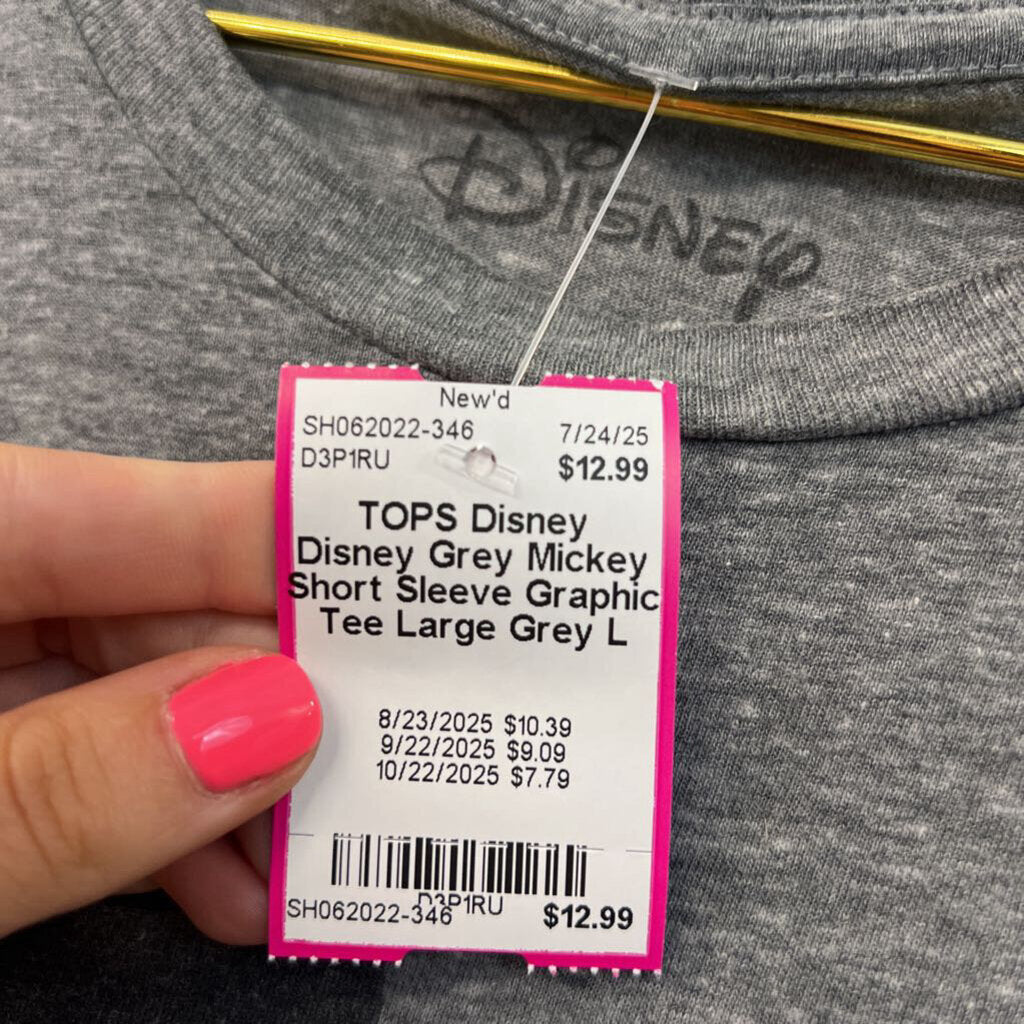 Disney
New'd
SH062022-346 7/24/25
D3P1RU $12.99
TOPS Disney
Disney Grey Mickey
Short Sleeve Graphic
Tee Large Grey L
8/23/2025 $10.39
9/22/2025 $9.09
10/22/2025 $7.79
D3P1RU
SH062022-346 $12.99